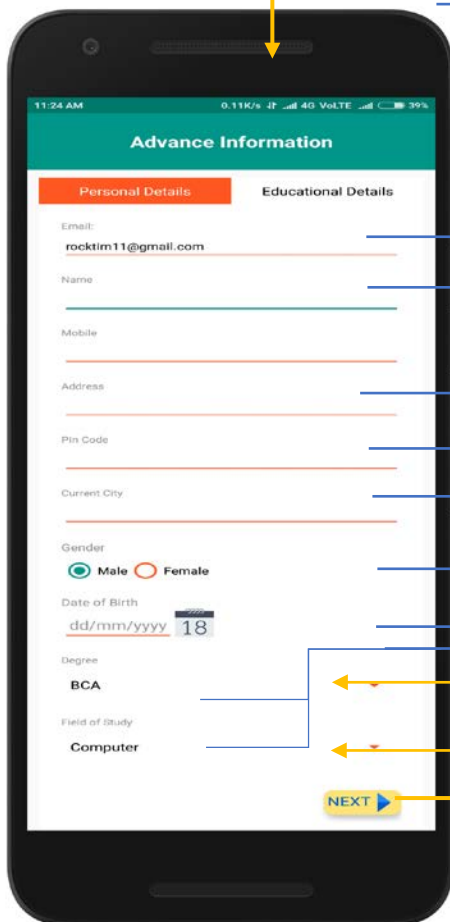 11:24 AM 0.11K/s 4G VoLTE 39%
Advance Information
Personal Details Educational Details
Email:
rocktim11@gmail.com
Name
Mobile
Address
Pin Code
Current City
Gender
Male Female
Date of Birth
dd/mm/yyyy 18
Degree
BCA
Field of Study
Computer
NEXT